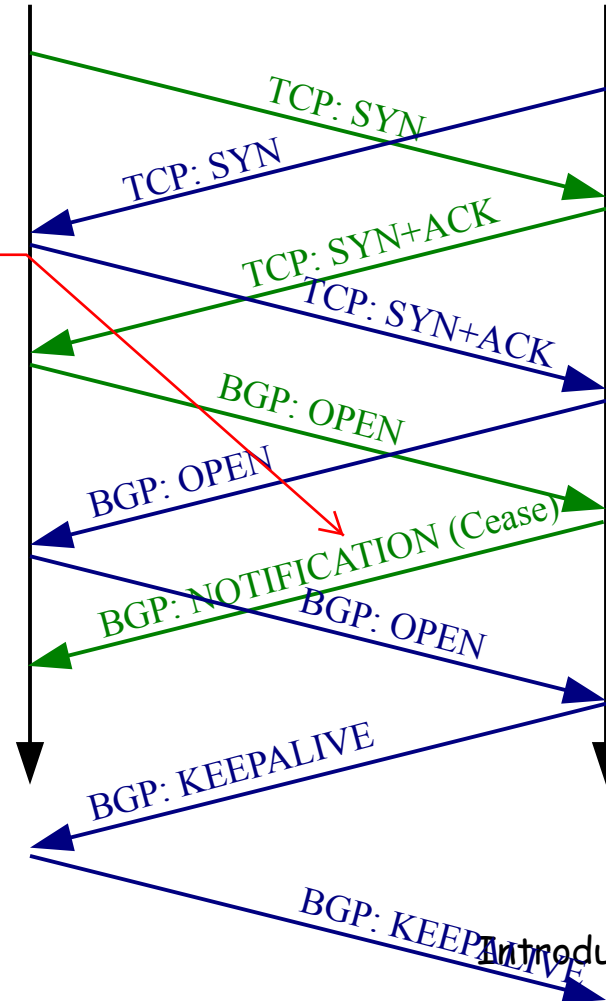 TCP: SYN
TCP: SYN
TCP: SYN+ACK
TCP: SYN+ACK
BGP: OPEN
BGP: OPEN
BGP: NOTIFICATION (Cease)
BGP: OPEN
BGP: KEEPALIVE
BGP: KEEPALIVE
Introdu